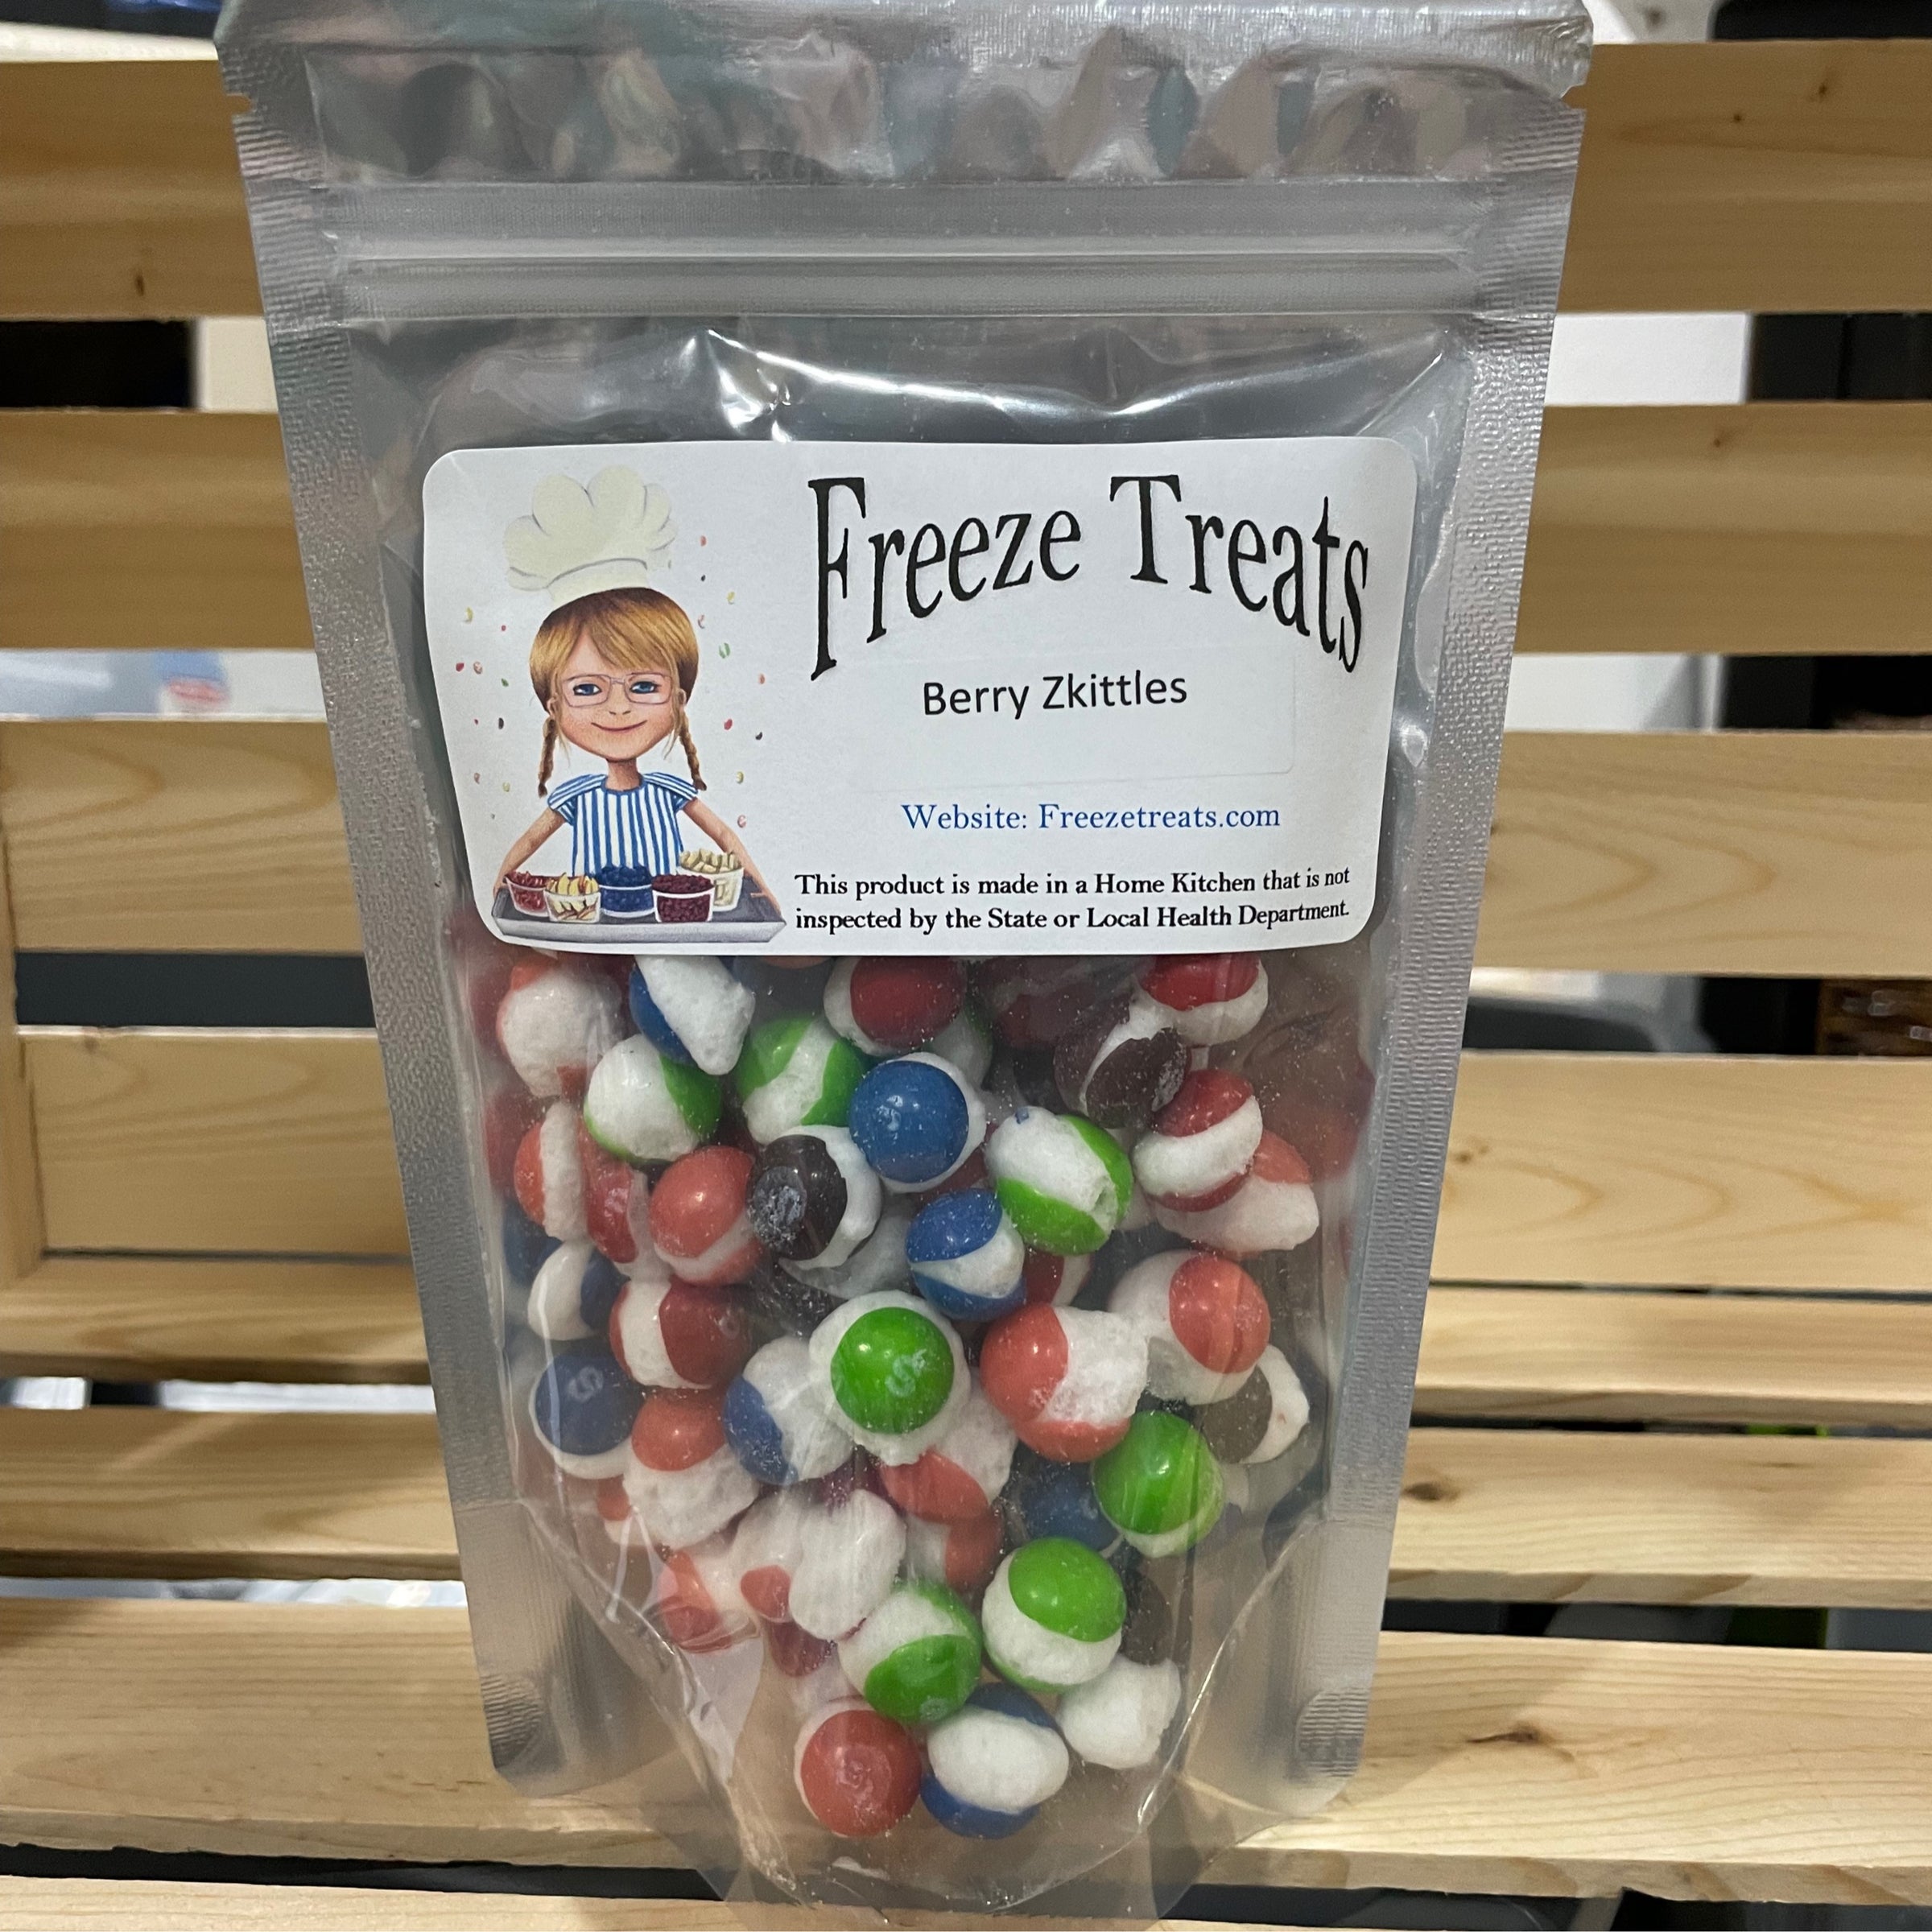 Freeze Treats
Berry Zkittles
Website: Freezetreats.com
This product is made in a Home Kitchen that is not
inspected by the State or Local Health Department.
S
S